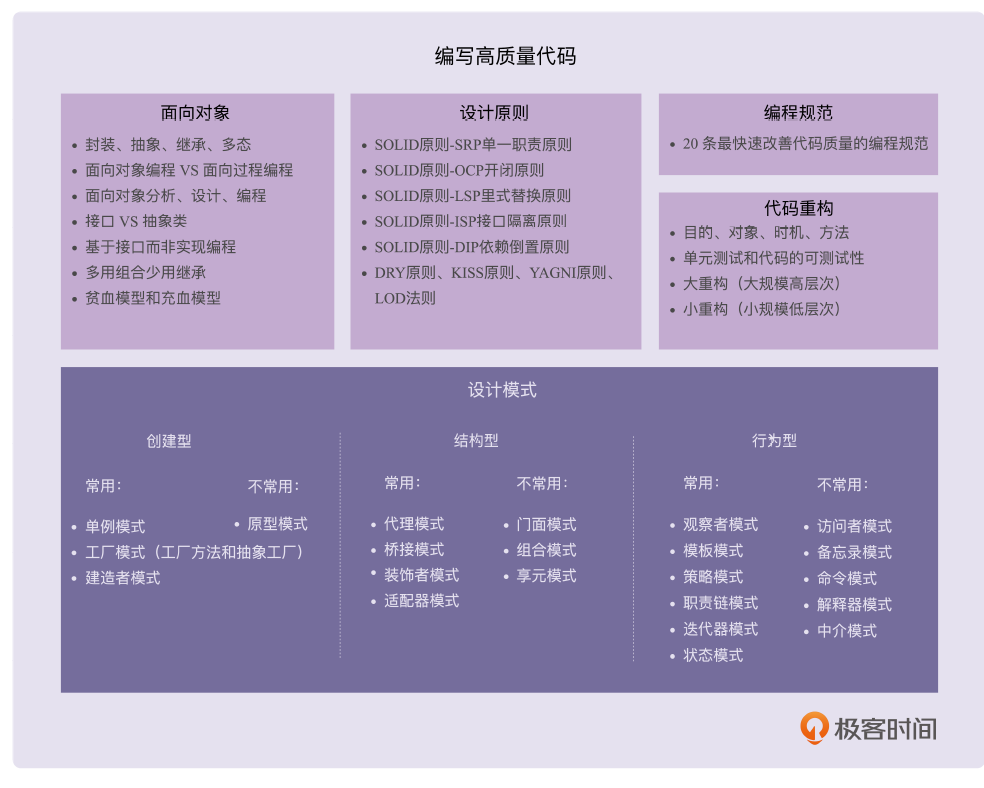 编写高质量代码
面向对象
• 封装、抽象、继承、多态
• 面向对象编程 VS 面向过程编程
• 面向对象分析、设计、编程
• 接口 VS 抽象类
• 基于接口而非实现编程
• 多用组合少用继承
• 贫血模型和充血模型
设计原则
• SOLID原则-SRP单一职责原则
• SOLID原则-OCP开闭原则
• SOLID原则-LSP里式替换原则
• SOLID原则-ISP接口隔离原则
• SOLID原则-DIP依赖倒置原则
• DRY原则、KISS原则、YAGNI原则、
LOD法则
编程规范
• 20 条最快速改善代码质量的编程规范
代码重构
• 目的、对象、时机、方法
• 单元测试和代码的可测试性
• 大重构（大规模高层次）
• 小重构（小规模低层次）
设计模式
创建型
常用：
• 单例模式
• 工厂模式（工厂方法和抽象工厂）
• 建造者模式
不常用：
• 原型模式
结构型
常用：
• 代理模式
• 桥接模式
• 装饰者模式
• 适配器模式
不常用：
• 门面模式
• 组合模式
• 享元模式
行为型
常用：
• 观察者模式
• 模板模式
• 策略模式
• 职责链模式
• 迭代器模式
• 状态模式
不常用：
• 访问者模式
• 备忘录模式
• 命令模式
• 解释器模式
• 中介模式
极客时间